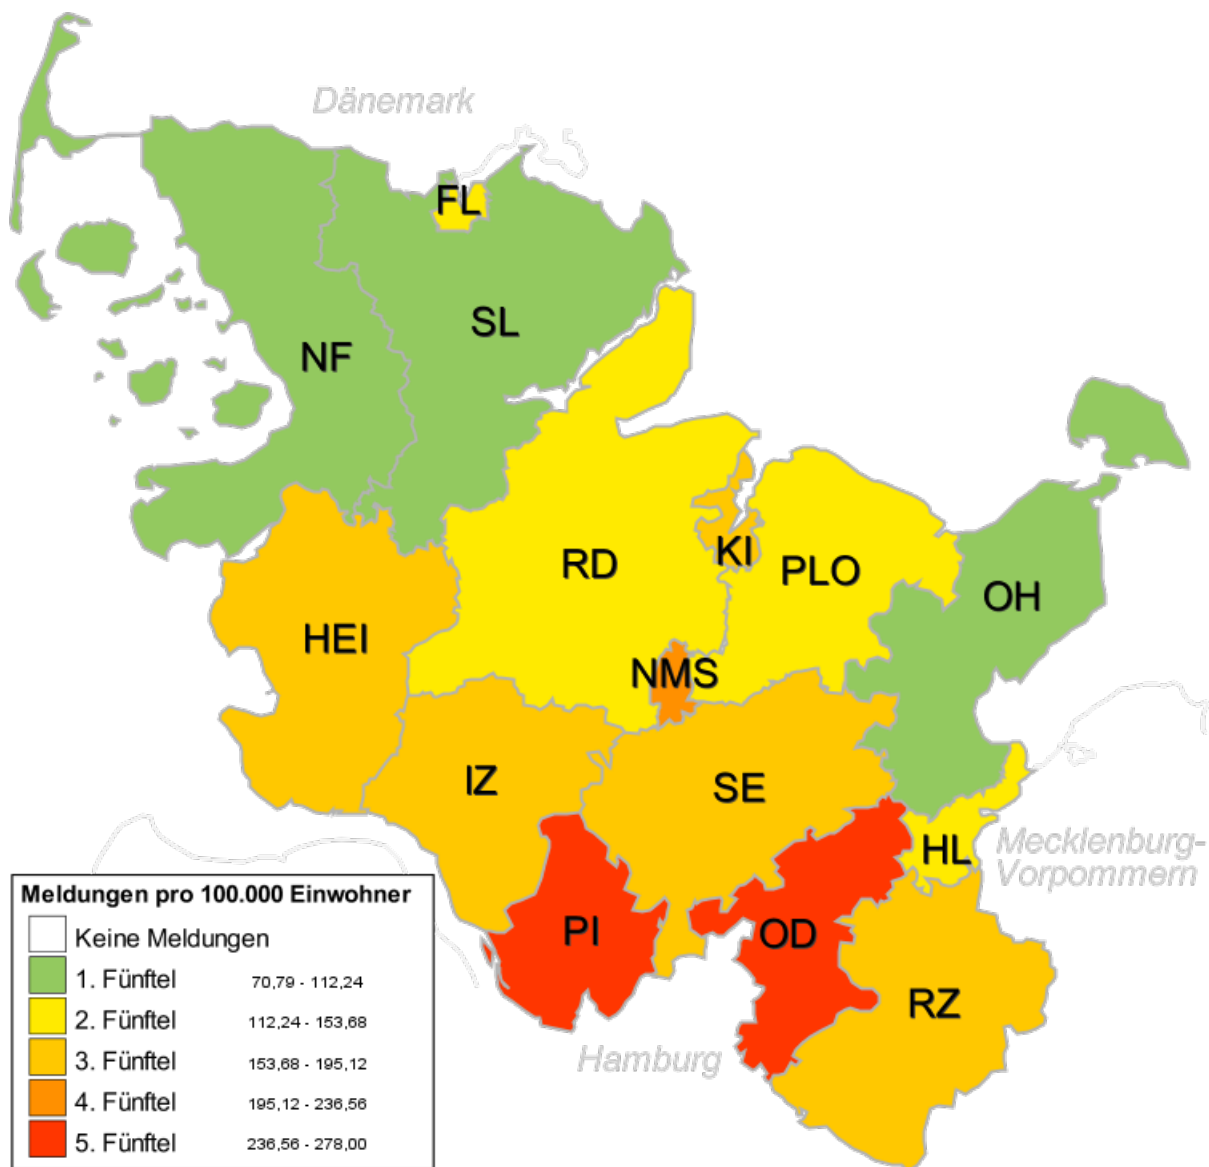 Dänemark
FL
SL
NF
RD
KI
PLO
OH
HEI
NMS
IZ
SE
HL
Mecklenburg-
Vorpommern
PI
OD
RZ
Hamburg
Meldungen pro 100.000 Einwohner
Keine Meldungen
1. Fünftel 70,79 - 112,24
2. Fünftel 112,24 - 153,68
3. Fünftel 153,68 - 195,12
4. Fünftel 195,12 - 236,56
5. Fünftel 236,56 - 278,00